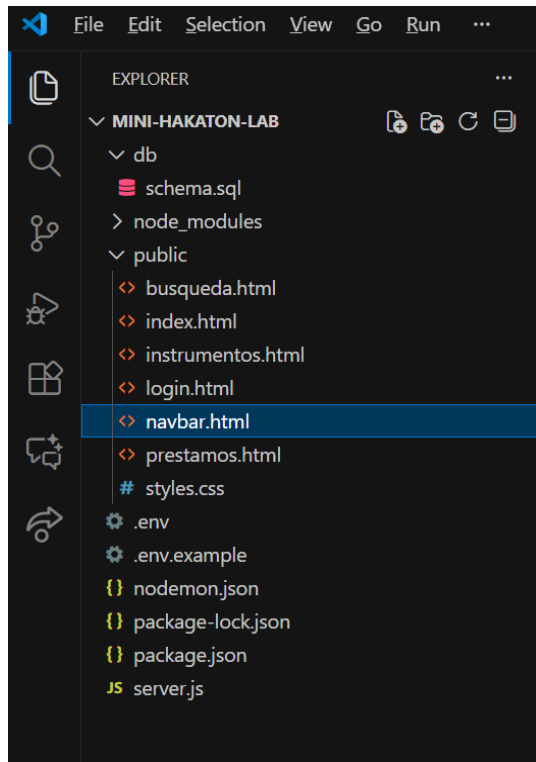 File Edit Selection View Go Run ...
EXPLORER ...
MINI-HAKATON-LAB
db
schema.sql
node_modules
public
<> busqueda.html
<> index.html
<> instrumentos.html
<> login.html
<> navbar.html
<> prestamos.html
# styles.css
.env
.env.example
{} nodemon.json
{} package-lock.json
{} package.json
JS server.js